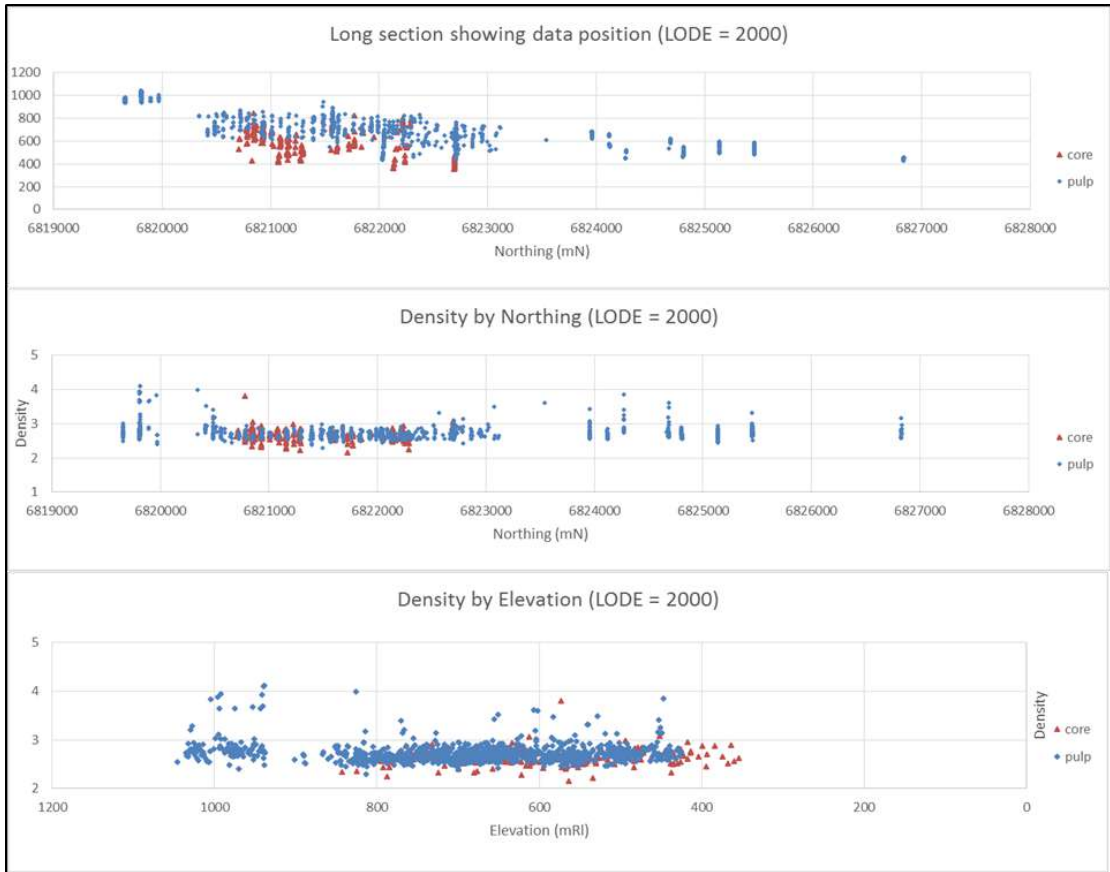 Long section showing data position (LODE = 2000)
1200
1000
800
600
400
200
0
6819000 6820000 6821000 6822000 6823000 6824000 6825000 6826000 6827000 6828000
Northing (mN)
core
pulp
Density by Northing (LODE = 2000)
5
4
3
2
1
Density
6819000 6820000 6821000 6822000 6823000 6824000 6825000 6826000 6827000 6828000
Northing (mN)
core
pulp
Density by Elevation (LODE = 2000)
5
4
3
2
1200 1000 800 600 400 200 0
Elevation (mRl)
Density
core
pulp